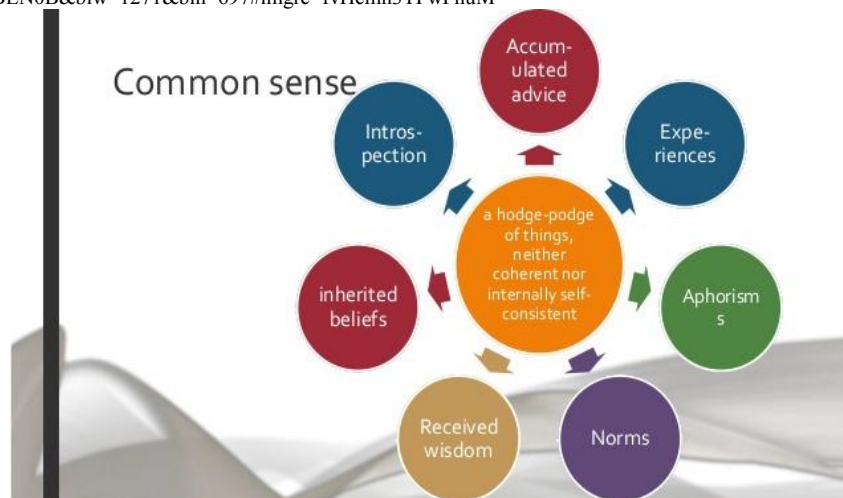 Common sense
Accum-
ulated
advice
Expe-
riences
Aphorism
s
Norms
Received
wisdom
inherited
beliefs
Intros-
pection
a hodge-podge
of things,
neither
coherent nor
internally self-
consistent